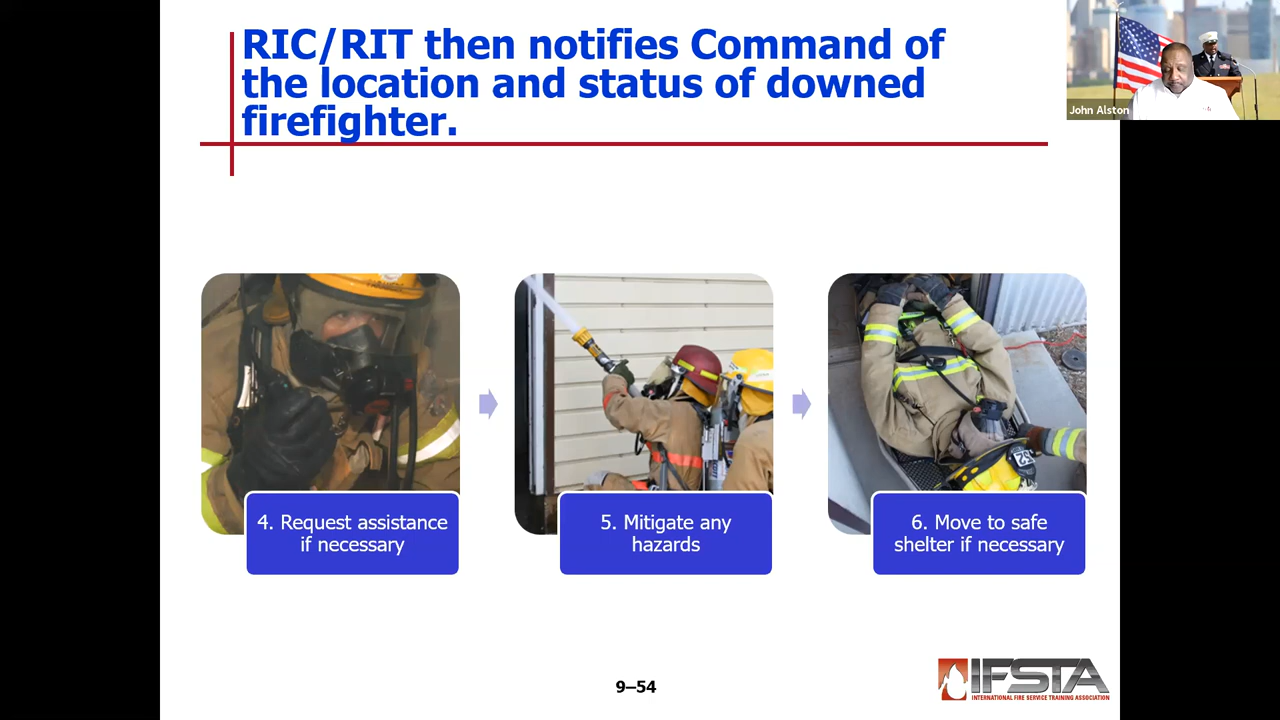 RIC/RIT then notifies Command of
the location and status of downed
firefighter.
John Alston
4. Request assistance
if necessary
5. Mitigate any
hazards
6. Move to safe
shelter if necessary
9–54
IFSTA
INTERNATIONAL FIRE SERVICE TRAINING ASSOCIATION